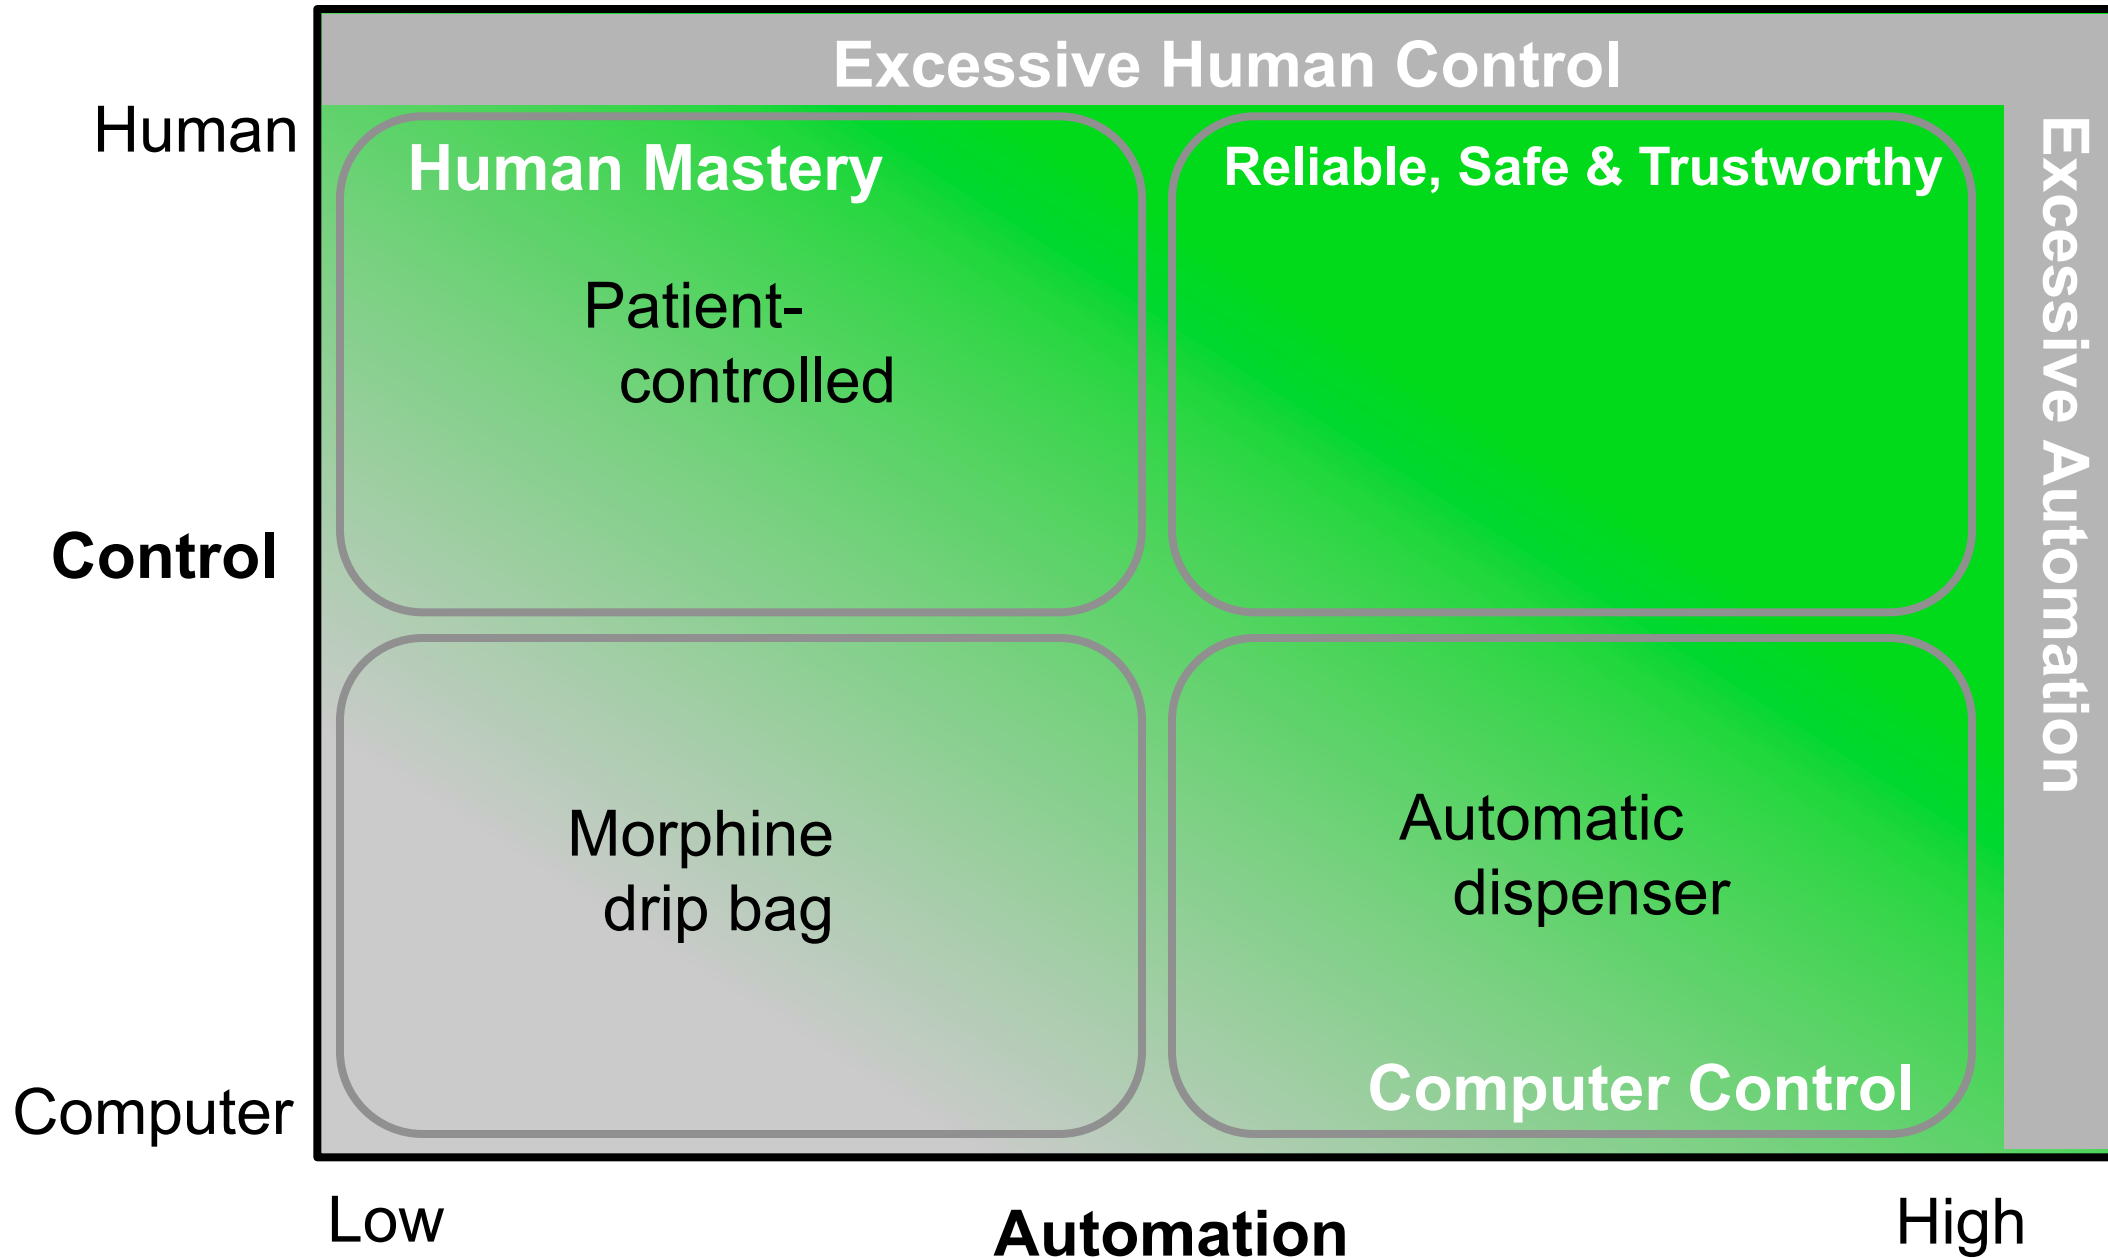 Excessive Human Control
Human
Human Mastery
Reliable, Safe & Trustworthy
Excessive Automation
Patient-
controlled
Control
Morphine
drip bag
Automatic
dispenser
Computer Control
Computer
Low
Automation
High